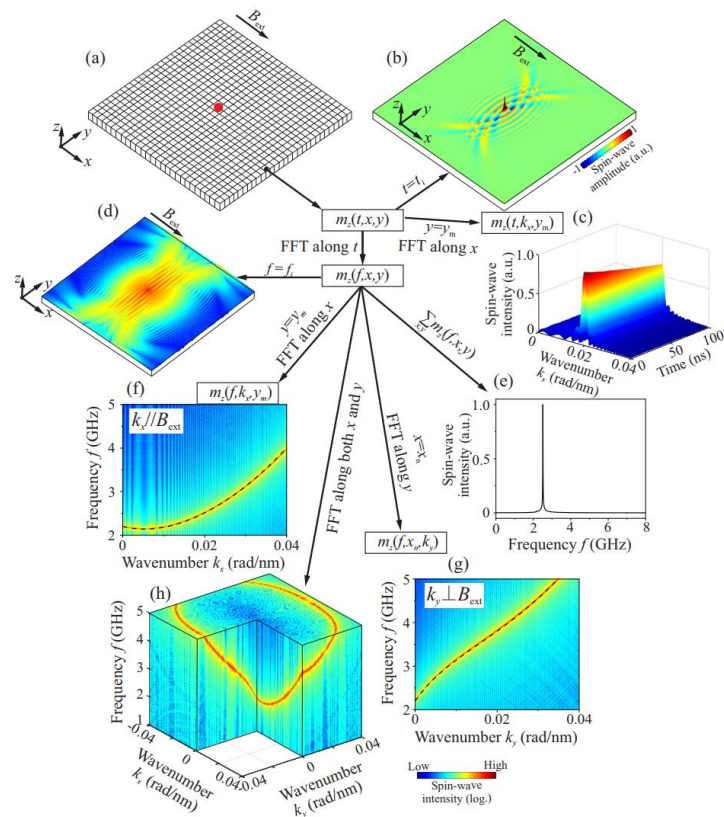 B_ext
(a)
(b)
B_ext
z
y
x
z
y
x
1
-1
Spin-wave
amplitude (a.u.)
t=t_i
m_z(t,x,y)
y=y_m
FFT along x
m_z(t,k_x,y_m)
(c)
FFT along t
(d)
B_ext
z
y
x
f=f_i
m_z(f,x,y)
Spin-wave
intensity (a.u.)
1
0.5
0
0
0.02
0.04
Wavenumber
k_x (rad/nm)
0
50
100
Time (ns)
y=y_m
FFT along x
∑ m_z(f,x,y)
x,y
FFT along both x and y
x=x_n
FFT along y
(e)
Spin-wave
intensity (a.u.)
1.0
0.5
0
0 2 4 6 8
Frequency f (GHz)
(f)
m_z(f,k_x,y_m)
k_x//B_ext
Frequency f (GHz)
5
4
3
2
0 0.02 0.04
Wavenumber k_x (rad/nm)
m_z(f,x_n,k_y)
(g)
k_y⊥B_ext
Frequency f (GHz)
5
4
3
2
0 0.02 0.04
Wavenumber k_y (rad/nm)
(h)
Frequency f (GHz)
5
4
3
2
1
-0.04
0
0.04
Wavenumber
k_x (rad/nm)
-0.04
0
0.04
Wavenumber
k_y (rad/nm)
Low High
Spin-wave
intensity (log.)